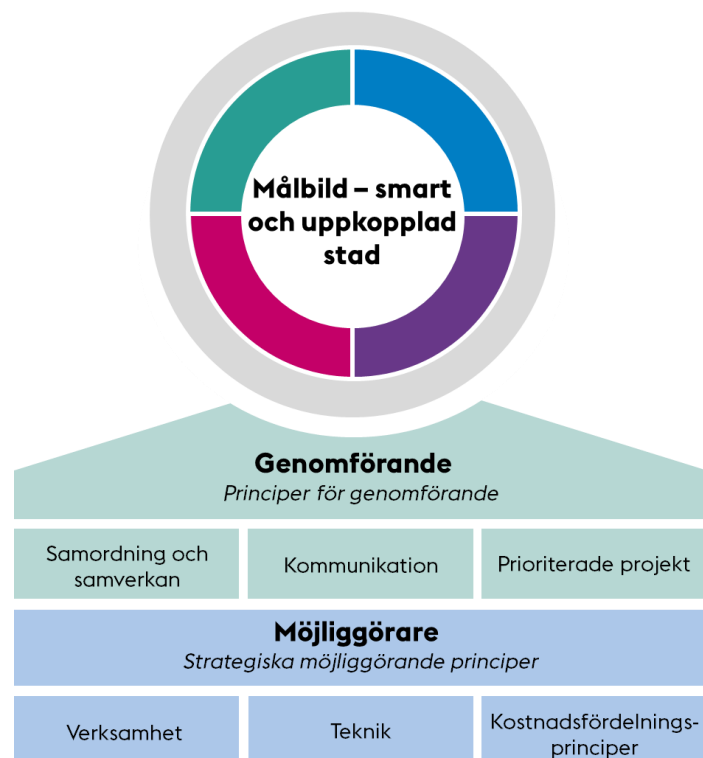 Målbild – smart
och uppkopplad
stad
Genomförande
Principer för genomförande
Samordning och
samverkan
Kommunikation
Prioriterade projekt
Möjliggörare
Strategiska möjliggörande principer
Verksamhet
Teknik
Kostnadsfördelnings-
principer